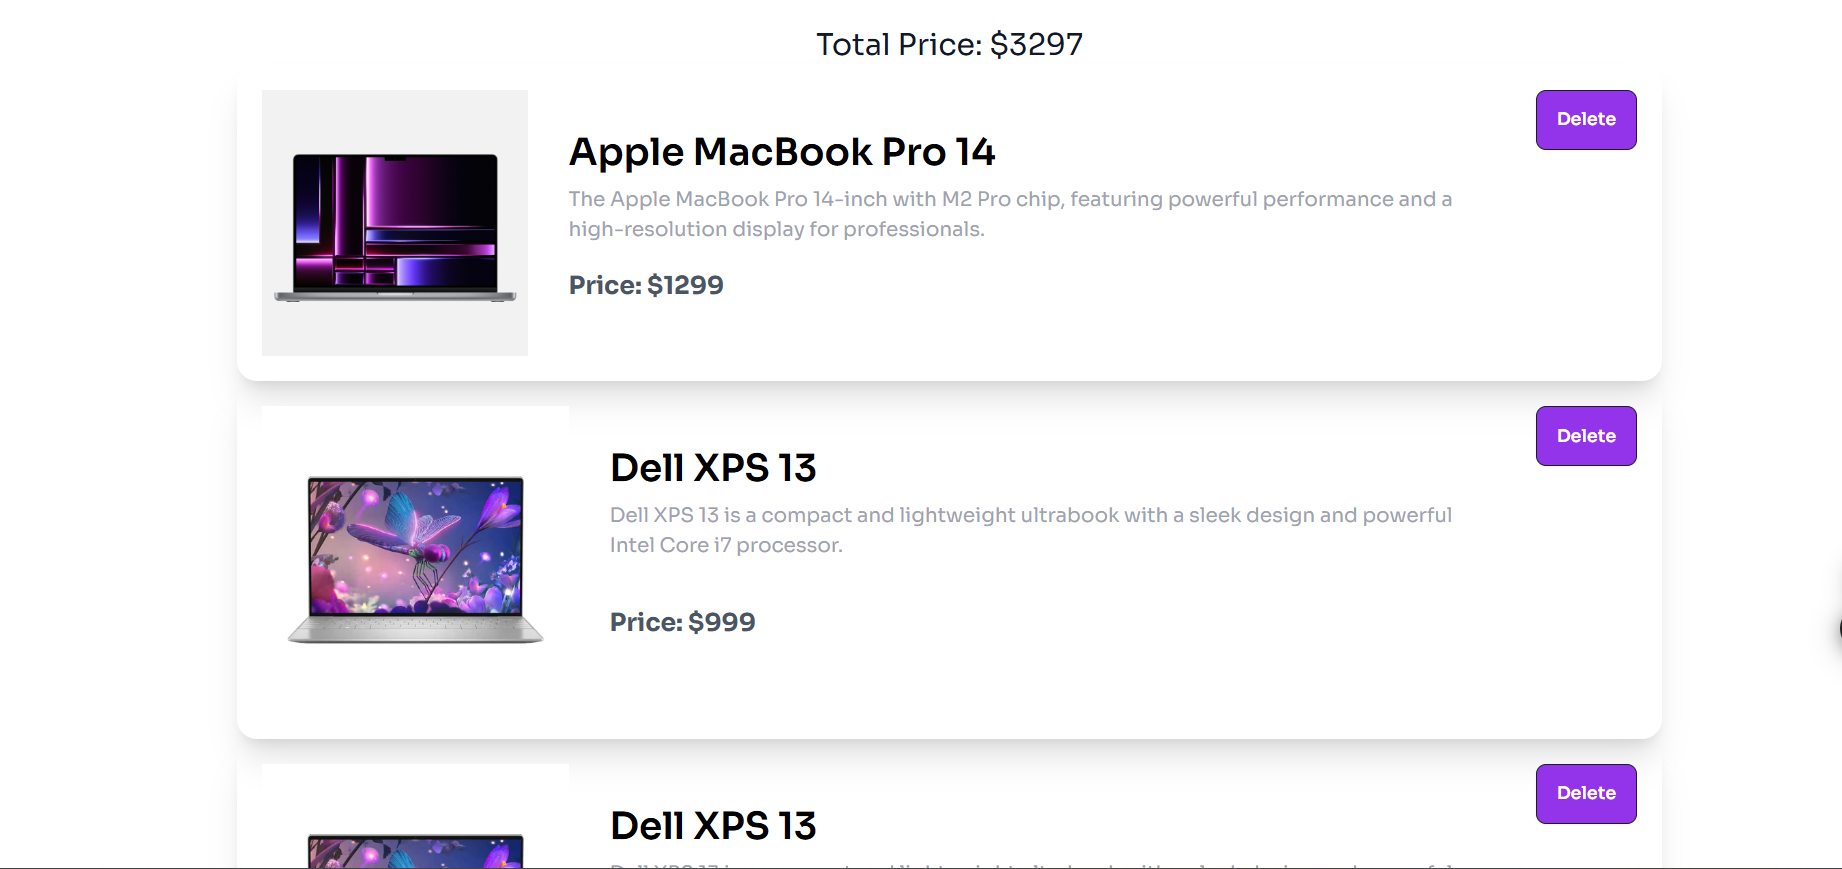 Total Price: $3297
Delete
Apple MacBook Pro 14
The Apple MacBook Pro 14-inch with M2 Pro chip, featuring powerful performance and a
high-resolution display for professionals.
Price: $1299
Delete
Dell XPS 13
Dell XPS 13 is a compact and lightweight ultrabook with a sleek design and powerful
Intel Core i7 processor.
Price: $999
Delete
Dell XPS 13